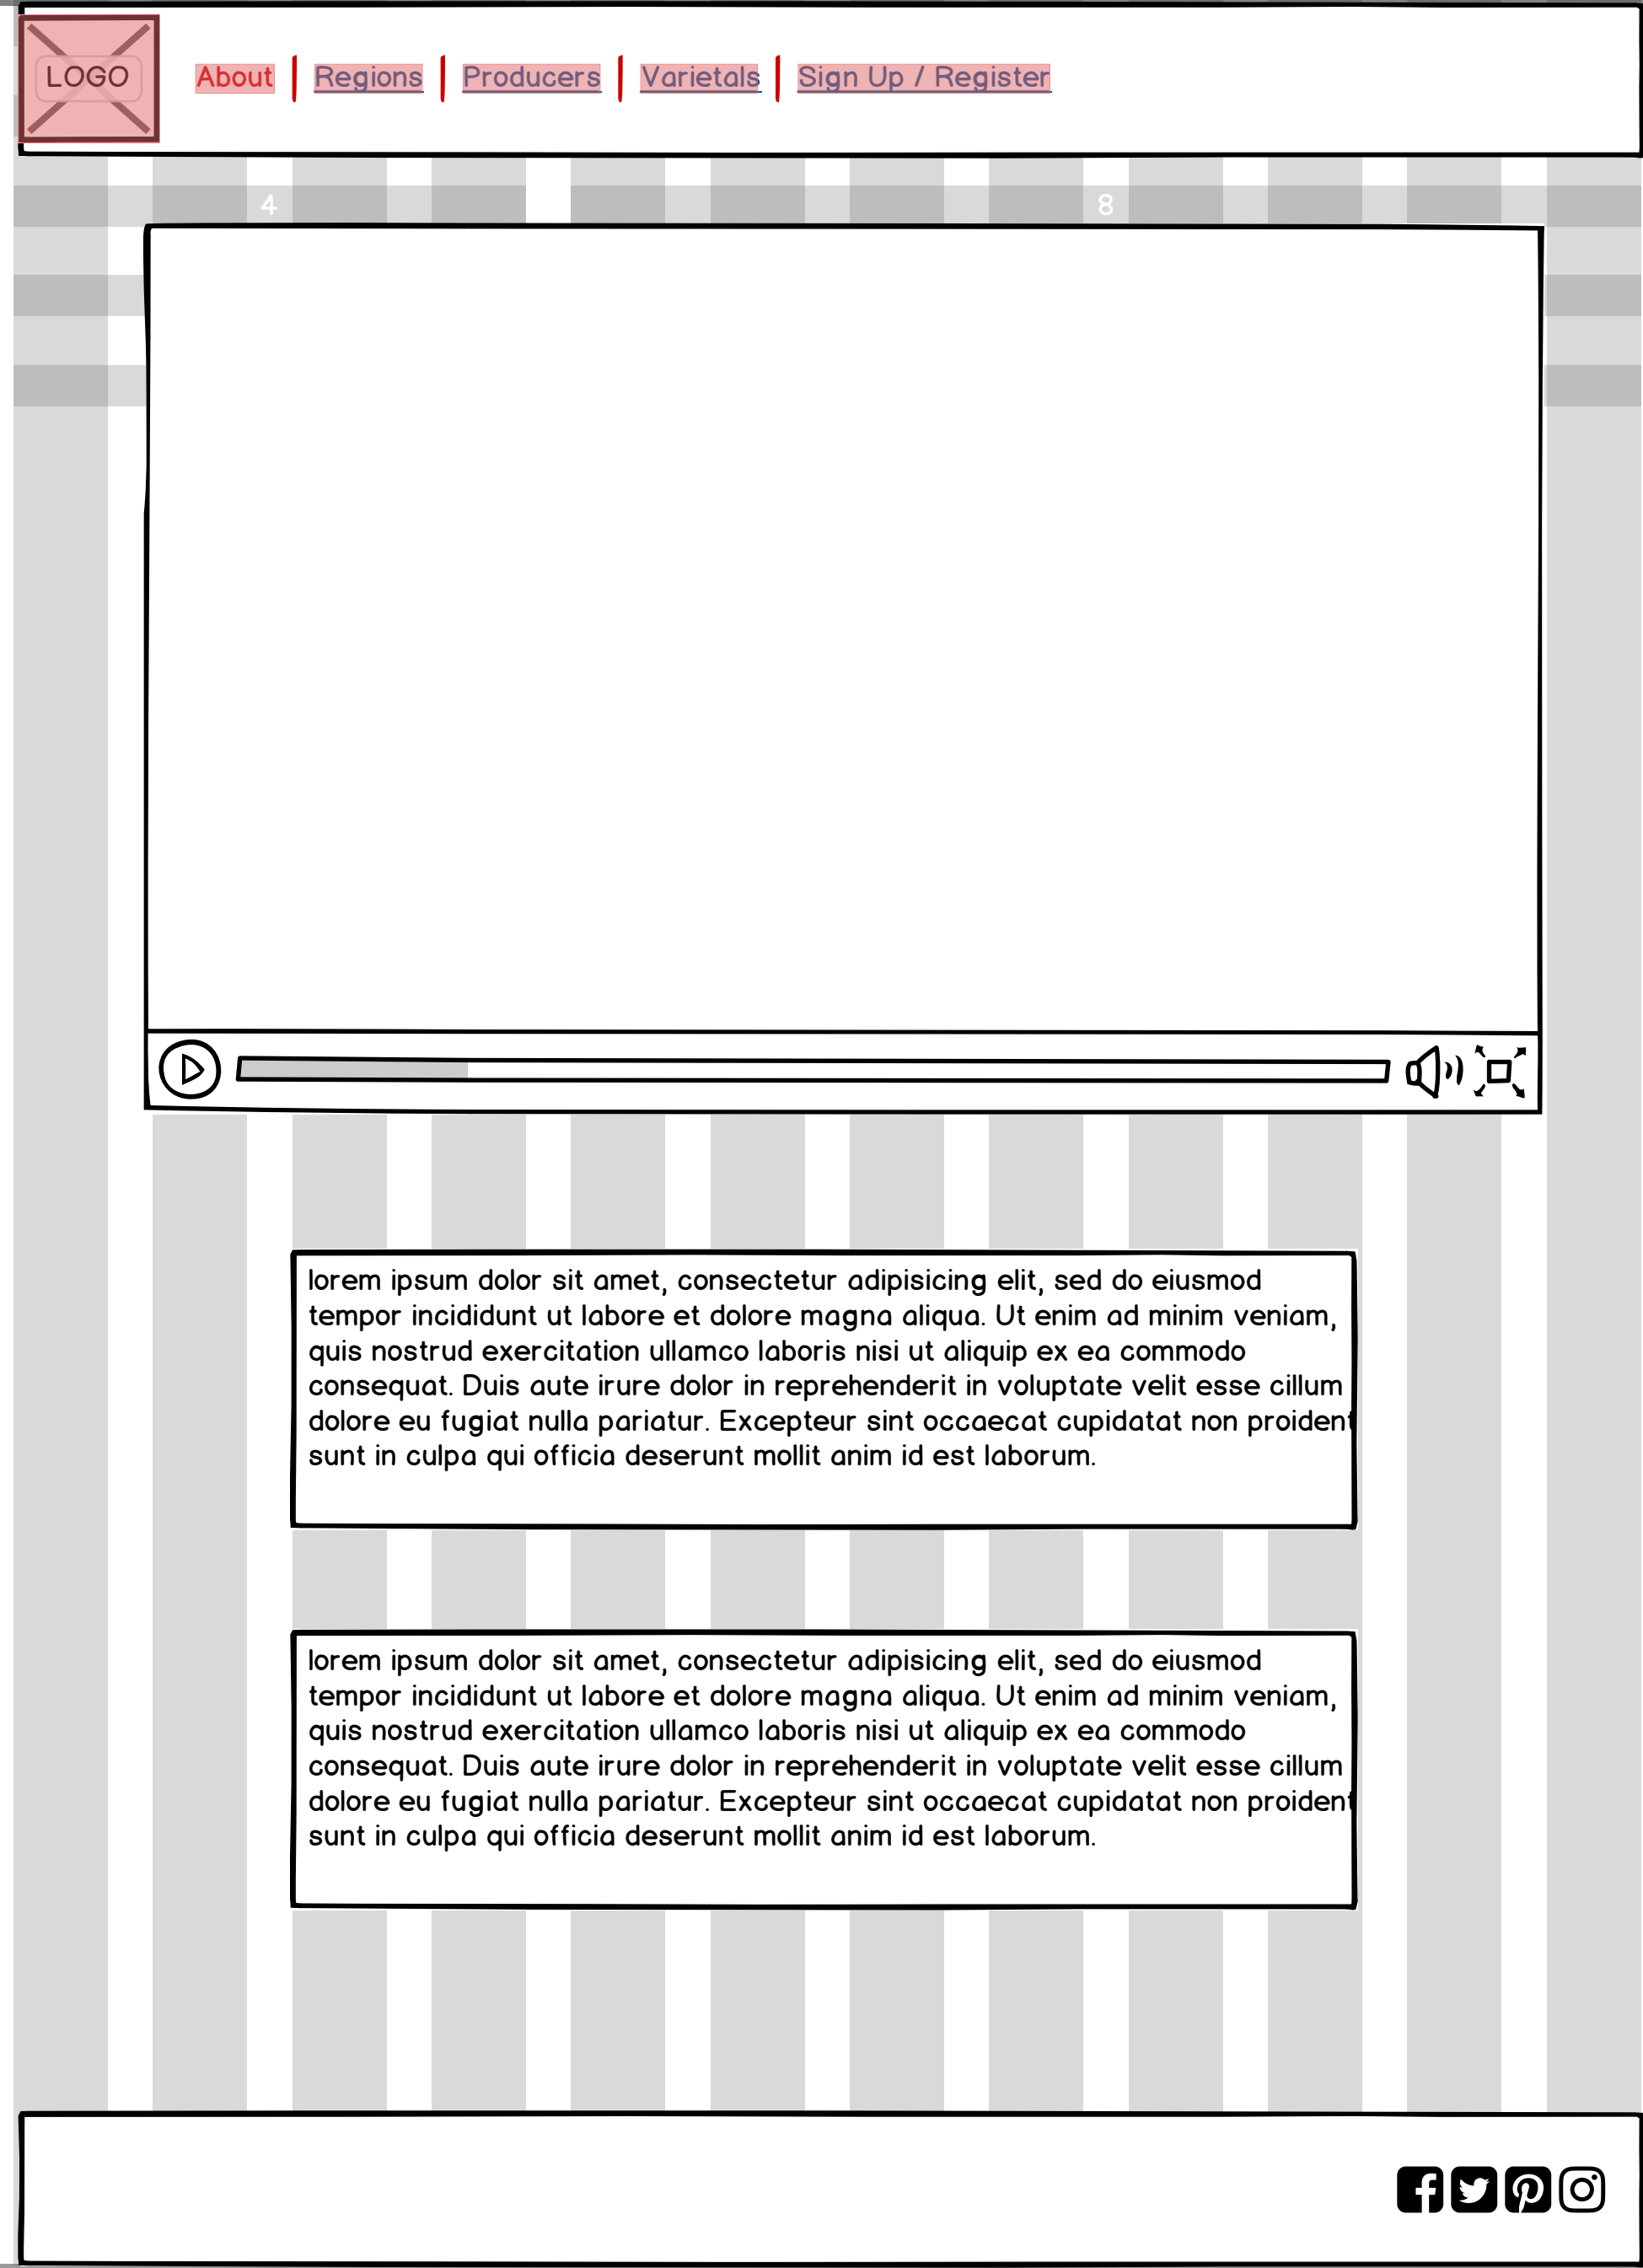 LOGO
About | Regions | Producers | Varietals | Sign Up / Register
4 8
lorem ipsum dolor sit amet, consectetur adipisicing elit, sed do eiusmod
tempor incididunt ut labore et dolore magna aliqua. Ut enim ad minim veniam,
quis nostrud exercitation ullamco laboris nisi ut aliquip ex ea commodo
consequat. Duis aute irure dolor in reprehenderit in voluptate velit esse cillum
dolore eu fugiat nulla pariatur. Excepteur sint occaecat cupidatat non proident
sunt in culpa qui officia deserunt mollit anim id est laborum.
lorem ipsum dolor sit amet, consectetur adipisicing elit, sed do eiusmod
tempor incididunt ut labore et dolore magna aliqua. Ut enim ad minim veniam,
quis nostrud exercitation ullamco laboris nisi ut aliquip ex ea commodo
consequat. Duis aute irure dolor in reprehenderit in voluptate velit esse cillum
dolore eu fugiat nulla pariatur. Excepteur sint occaecat cupidatat non proident
sunt in culpa qui officia deserunt mollit anim id est laborum.